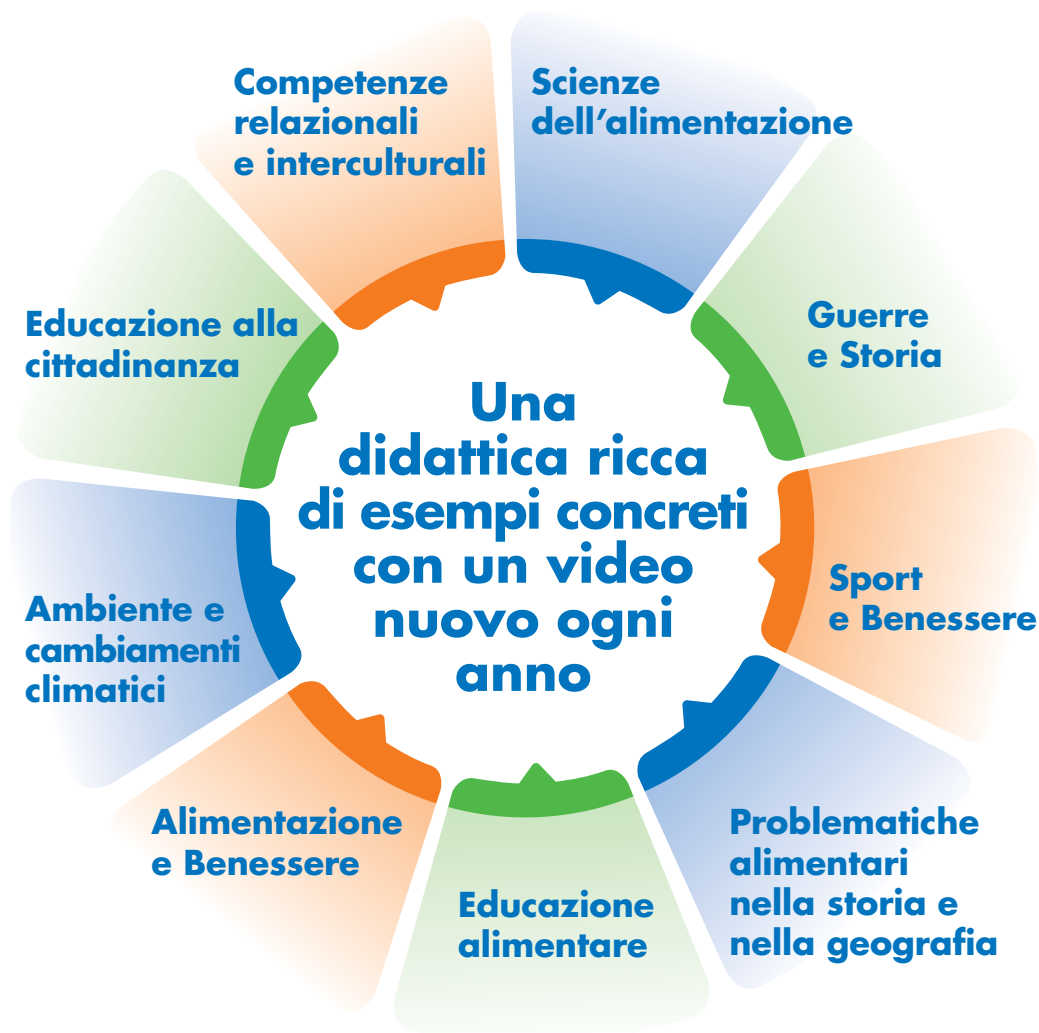 Competenze
relazionali
e interculturali
Scienze
dell'alimentazione
Guerre
e Storia
Sport
e Benessere
Problematiche
alimentari
nella storia e
nella geografia
Educazione
alimentare
Alimentazione
e Benessere
Ambiente e
cambiamenti
climatici
Educazione alla
cittadinanza
Una
didattica ricca
di esempi concreti
con un video
nuovo ogni
anno